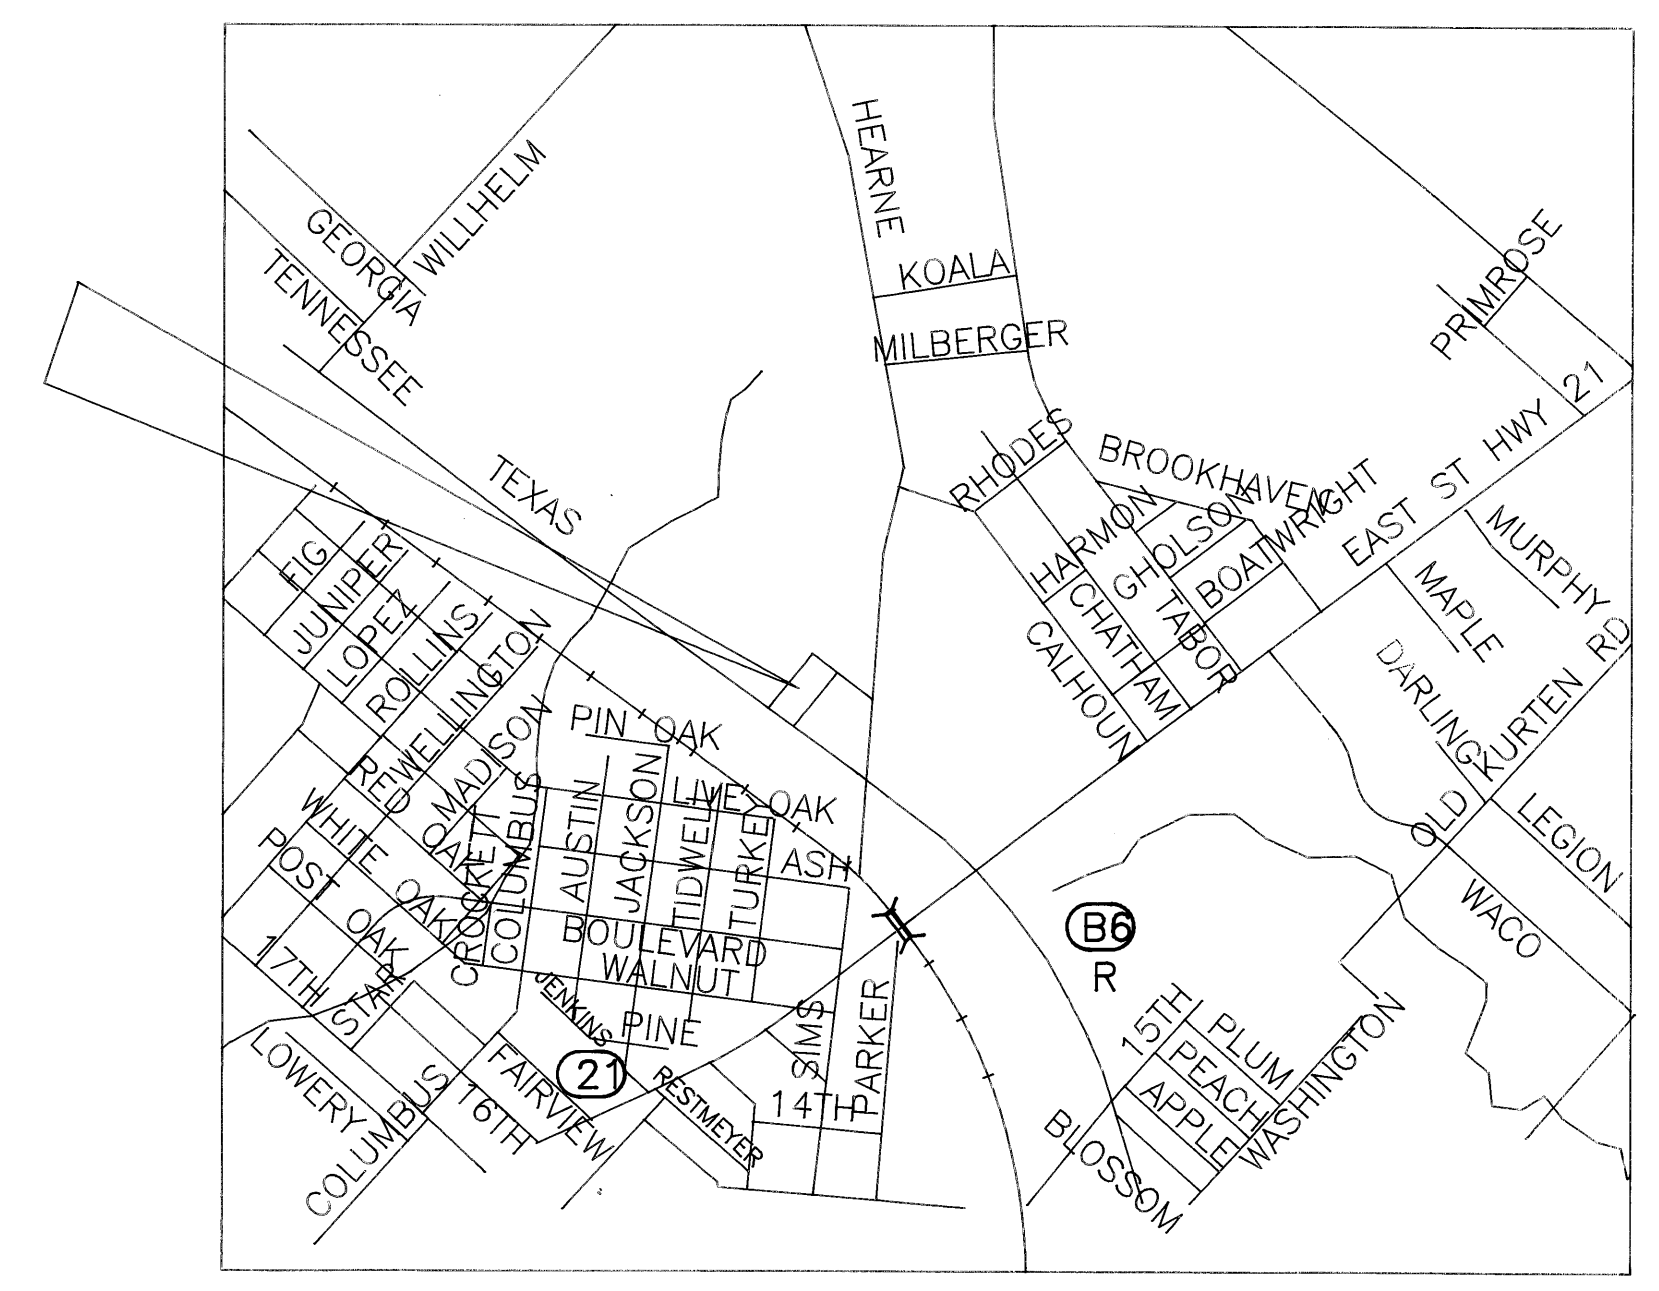 HEARNE
WILLHELM
GEORGIA
TENNESSEE
KOALA
MILBERGER
PRIMROSE
TEXAS
RHODES
BROOKHAVEN
HARMON
GHOLSON
BOATWRIGHT
EAST ST HWY 21
CHATHAM
TABOR
CALHOUN
MURPHY
MAPLE
DARLING
OLD KURTEN RD
LEGION
WACO
FIG
JUNIPER
LOPEZ
ROLLINS
WELLINGTON
MADISON
PIN OAK
LIVE OAK
ASH
RED OAK
WHITE OAK
POST OAK
CROCKETT
COLUMBUS
AUSTIN
JACKSON
TIDWELL
TURKEY
BOULEVARD
WALNUT
17TH
STAR
JENKINS
PINE
SIMS
PARKER
21
B6
R
LOWERY
COLUMBUS
16TH
FAIRVIEW
RESTMEYER
14TH
15TH
PLUM
PEACH
APPLE
WASHINGTON
BLOSSOM